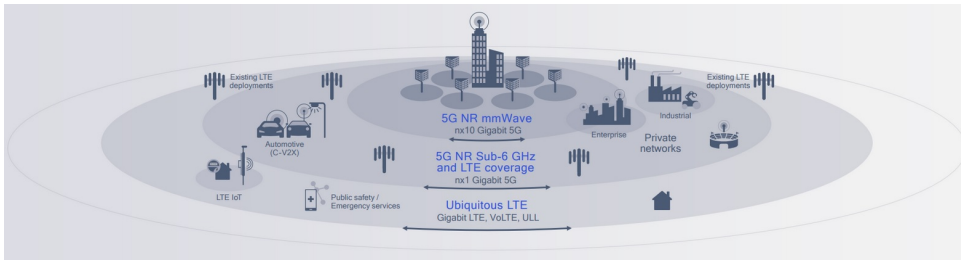 Existing LTE
deployments
Existing LTE
deployments
5G NR mmWave
nx10 Gigabit 5G
Automotive
(C-V2X)
Enterprise
Industrial
Private
networks
5G NR Sub-6 GHz
and LTE coverage
nx1 Gigabit 5G
LTE IoT
Public safety /
Emergency services
Ubiquitous LTE
Gigabit LTE, VoLTE, ULL